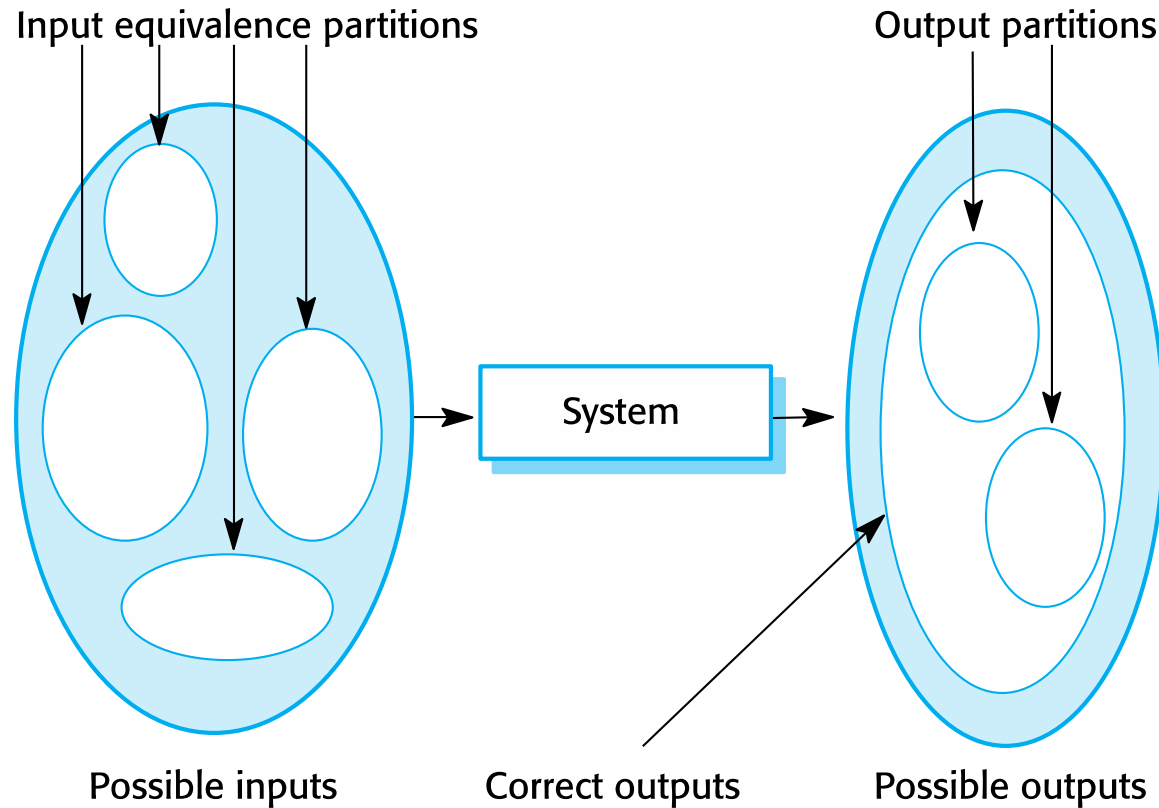 Input equivalence partitions
Output partitions
System
Possible inputs
Correct outputs
Possible outputs